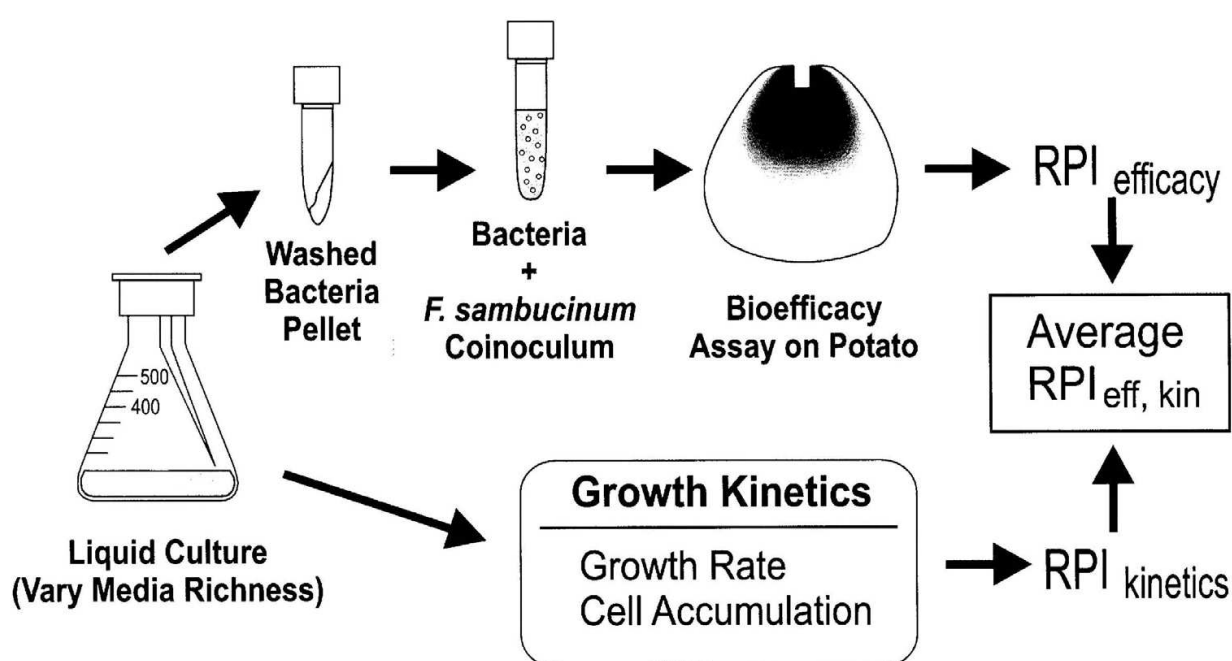 Washed
Bacteria
Pellet
Bacteria
+
F. sambucinum
Coinoculum
Bioefficacy
Assay on Potato
RPI efficacy
Average
RPI eff, kin
500
400
Liquid Culture
(Vary Media Richness)
Growth Kinetics
Growth Rate
Cell Accumulation
RPI kinetics